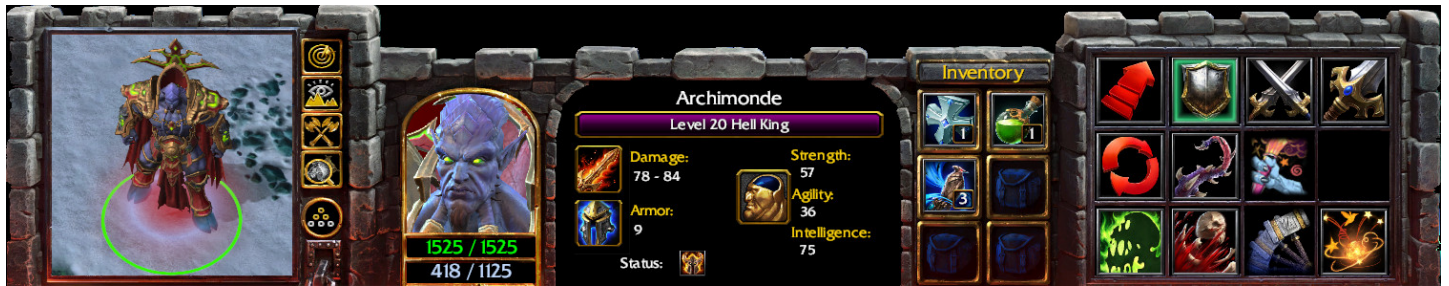 Archimonde
Level 20 Hell King
Damage:
78 - 84
Armor:
9
Status:
Strength:
57
Agility:
36
Intelligence:
75
1525 / 1525
418 / 1125
Inventory
1
1
3